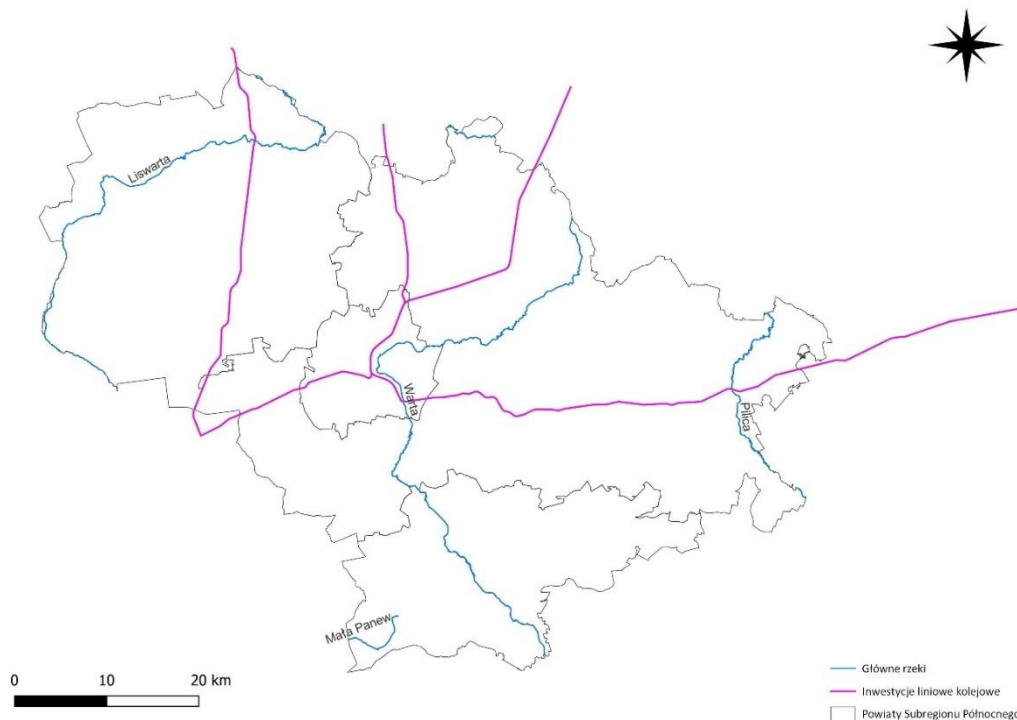 Liswarta
Warta
Pilica
Mała Panew
0 10 20 km
Główne rzeki
Inwestycje liniowe kolejowe
Powiaty Subregionu Północnego